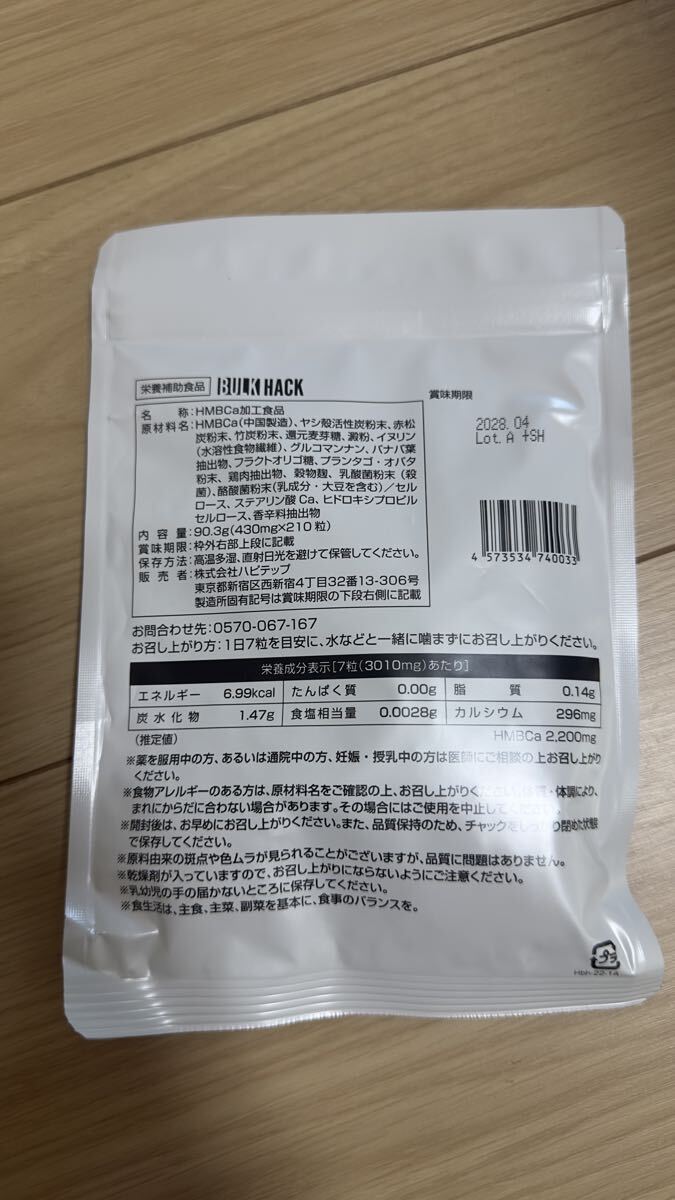 栄養補助食品 BULK HACK
賞味期限
2028.04
Lot. A +SH
名 称:HMBCa加工食品
原材料名:HMBCa(中国製造)、ヤシ殻活性炭粉末、赤松
炭粉末、竹炭粉末、還元麦芽糖、澱粉、イヌリン
(水溶性食物繊維)、グルコマンナン、バナバ葉
抽出物、フラクトオリゴ糖、プランタゴ・オバタ
粉末、鶏肉抽出物、穀物麹、乳酸菌粉末(殺
菌)、酪酸菌粉末(乳成分・大豆を含む)/セル
ロース、ステアリン酸Ca、ヒドロキシプロピル
セルロース、香辛料抽出物
内 容 量:90.3g(430mg×210粒)
賞味期限:枠外右部上段に記載
保存方法:高温多湿、直射日光を避けて保管してください。
販 売 者:株式会社ハピテップ
東京都新宿区西新宿4丁目32番13-306号
製造所固有記号は賞味期限の下段右側に記載
4 573534 740033
お問合わせ先:0570-067-167
お召し上がり方:1日7粒を目安に、水などと一緒に噛まずにお召し上がりください。
栄養成分表示[7粒(3010mg)あたり]
エネルギー 6.99kcal たんぱく質 0.00g 脂 質 0.14g
炭水化物 1.47g 食塩相当量 0.0028g カルシウム 296mg
(推定値) HMBCa 2,200mg
※薬を服用中の方、あるいは通院中の方、妊娠・授乳中の方は医師にご相談の上お召し上がり
ください。
※食物アレルギーのある方は、原材料名をご確認の上、お召し上がりください。体質・体調により、
まれにからだに合わない場合があります。その場合にはご使用を中止してください。
※開封後は、お早めにお召し上がりください。また、品質保持のため、チャックをしっかり閉めた状態
で保存してください。
※原料由来の斑点や色ムラが見られることがございますが、品質に問題はありません。
※乾燥剤が入っていますので、お召し上がりにならないようにご注意ください。
※乳幼児の手の届かないところに保存してください。
※食生活は、主食、主菜、副菜を基本に、食事のバランスを。
プラ
Hbh-22-14